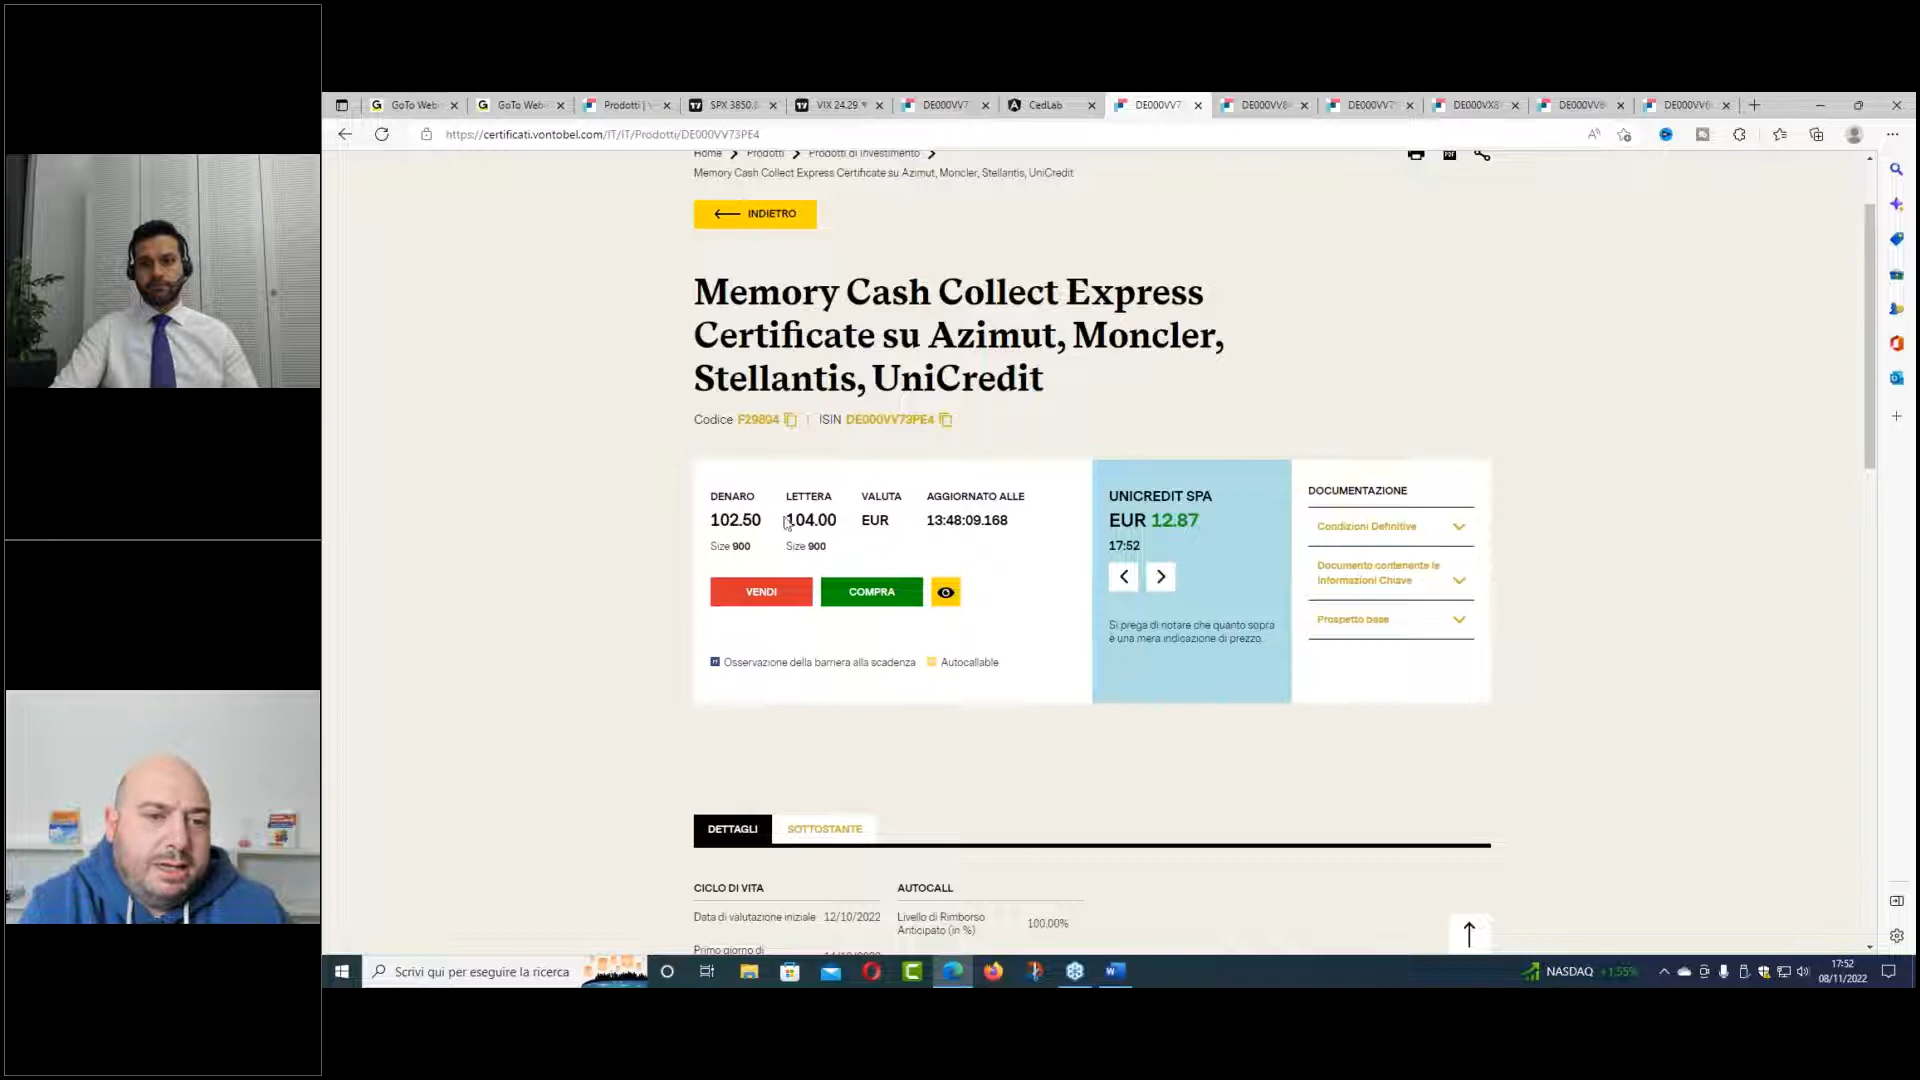 GoTo Web
GoTo Web
Prodotti |
SPX 3850.
VIX 24.29
DE000VV7
CedLab
DE000VV7
DE000VV8
DE000VV7
DE000VX8
DE000VV6
DE000VV6
https://certificati.vontobel.com/IT/IT/Prodotti/DE000VV73PE4
Home
Prodotti
Prodotti di investimento
Memory Cash Collect Express Certificate su Azimut, Moncler, Stellantis, UniCredit
INDIETRO
Memory Cash Collect Express
Certificate su Azimut, Moncler,
Stellantis, UniCredit
Codice F29894 | ISIN DE000VV73PE4
DENARO LETTERA VALUTA AGGIORNATO ALLE
102.50 104.00 EUR 13:48:09.168
Size 900 Size 900
VENDI COMPRA
H Osservazione della barriera alla scadenza Autocallable
UNICREDIT SPA
EUR 12.87
17:52
Si prega di notare che quanto sopra
è una mera indicazione di prezzo.
DOCUMENTAZIONE
Condizioni Definitive
Documento contenente le
Informazioni Chiave
Prospetto base
DETTAGLI SOTTOSTANTE
CICLO DI VITA AUTOCALL
Data di valutazione iniziale 12/10/2022
Livello di Rimborso
Anticipato (in %) 100.00%
Primo giorno di
Scrivi qui per eseguire la ricerca
NASDAQ +1.55%
17:52
08/11/2022